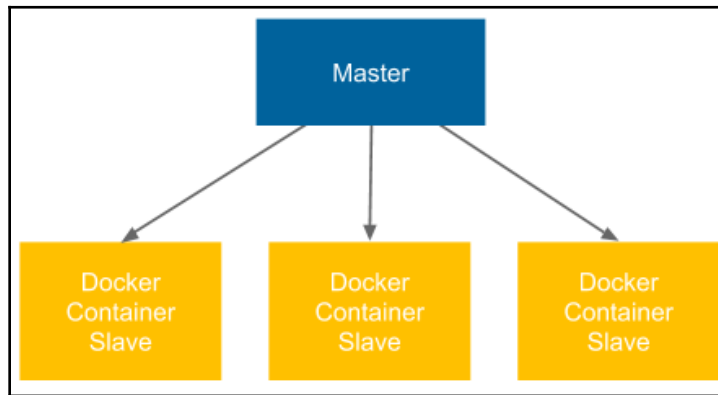 Master
Docker
Container
Slave
Docker
Container
Slave
Docker
Container
Slave